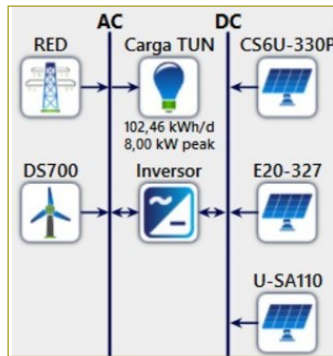 AC DC
RED Carga TUN CS6U-330P
102,46 kWh/d
8,00 kW peak
DS700 Inversor E20-327
U-SA110